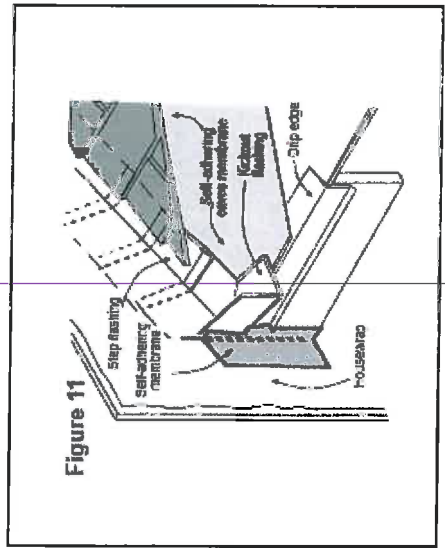 Figure 11
Step flashing
Self-adhering
membrane
Self-adhering
eaves membrane
Kickout
flashing
Drip edge
Housewrap